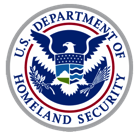 U.S. DEPARTMENT OF
HOMELAND SECURITY